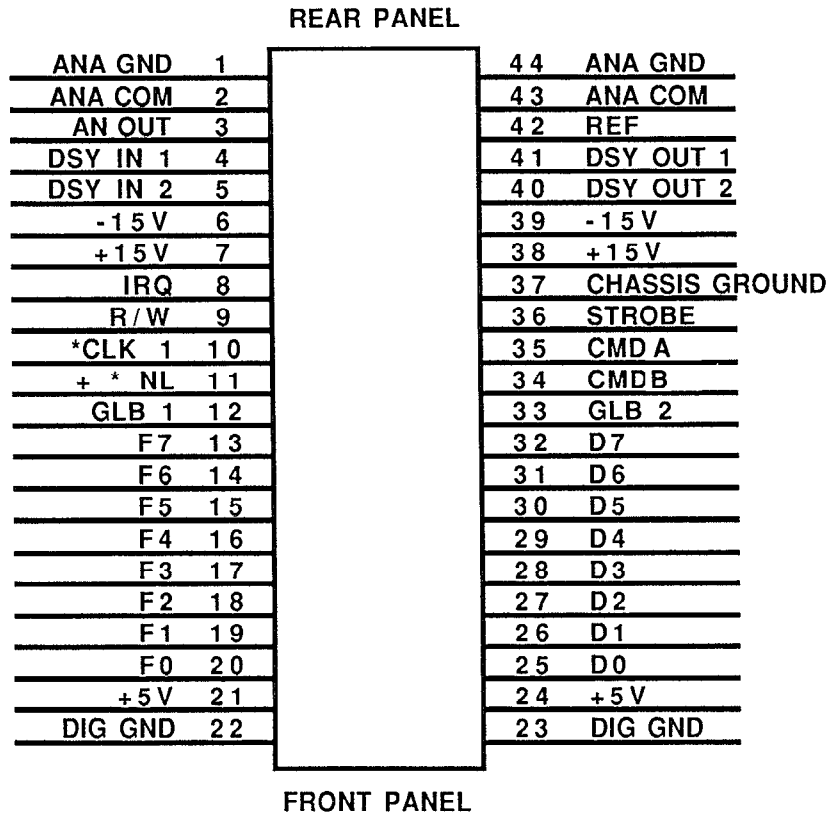 REAR PANEL
ANA GND 1 44 ANA GND
ANA COM 2 43 ANA COM
AN OUT 3 42 REF
DSY IN 1 4 41 DSY OUT 1
DSY IN 2 5 40 DSY OUT 2
-15V 6 39 -15V
+15V 7 38 +15V
IRQ 8 37 CHASSIS GROUND
R/W 9 36 STROBE
*CLK 1 10 35 CMD A
+ * NL 11 34 CMDB
GLB 1 12 33 GLB 2
F7 13 32 D7
F6 14 31 D6
F5 15 30 D5
F4 16 29 D4
F3 17 28 D3
F2 18 27 D2
F1 19 26 D1
F0 20 25 D0
+5V 21 24 +5V
DIG GND 22 23 DIG GND
FRONT PANEL